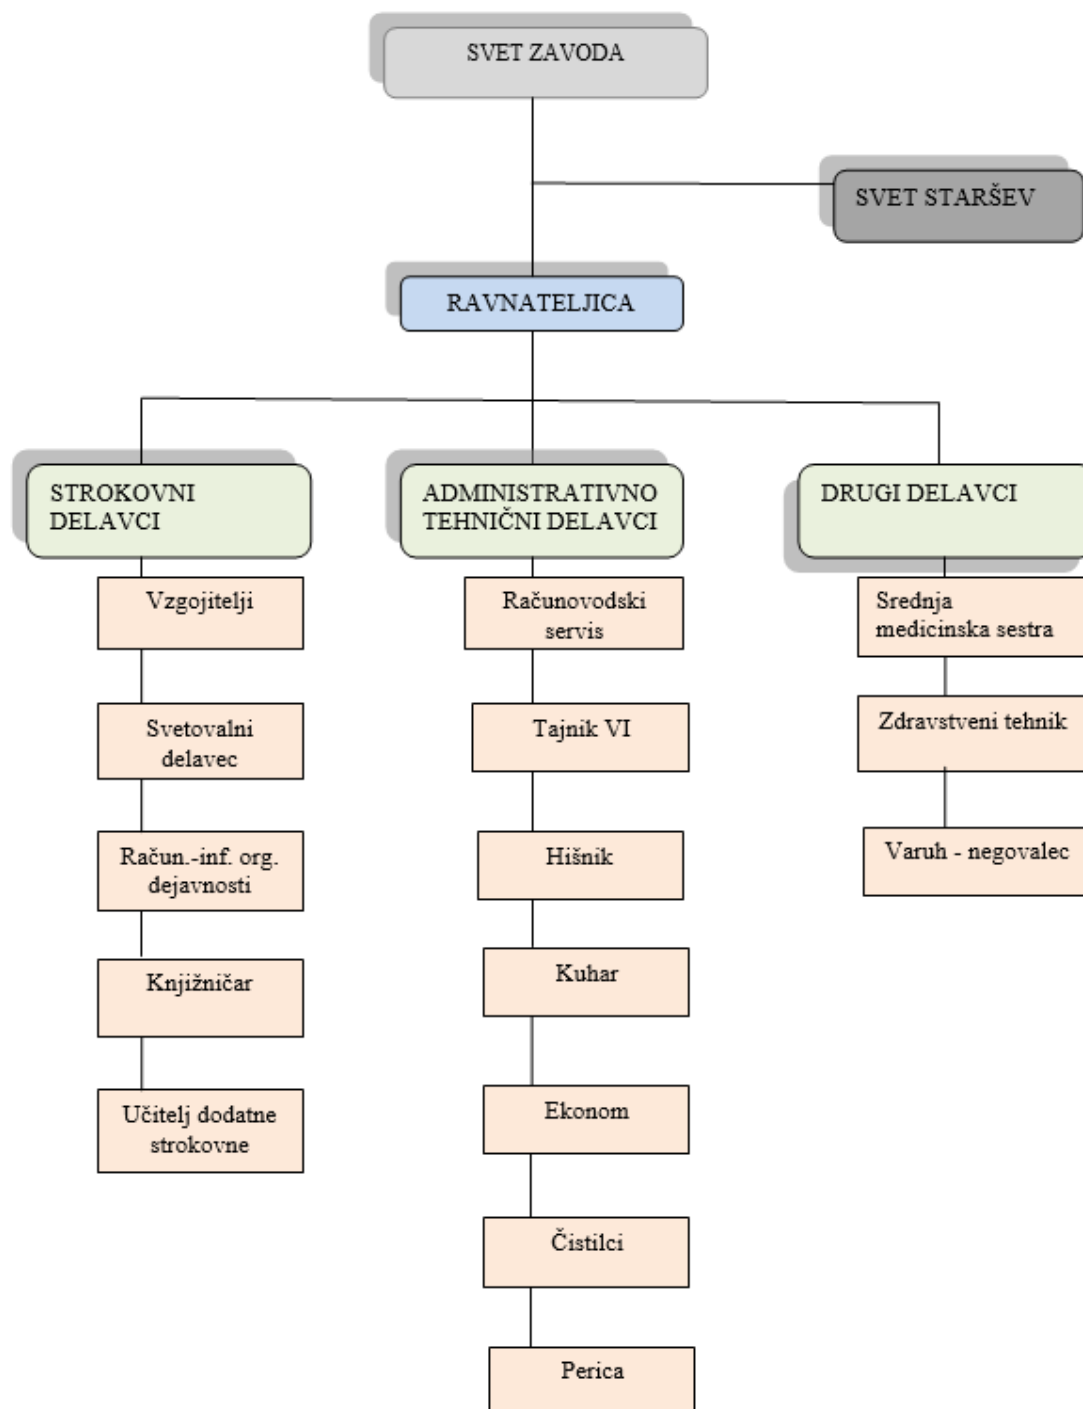 SVET ZAVODA
SVET STARŠEV
RAVNATELJICA
STROKOVNI
DELAVCI
Vzgojitelji
Svetovalni
delavec
Račun.-inf. org.
dejavnosti
Knjižničar
Učitelj dodatne
strokovne
ADMINISTRATIVNO
TEHNIČNI DELAVCI
Računovodski
servis
Tajnik VI
Hišnik
Kuhar
Ekonom
Čistilci
Perica
DRUGI DELAVCI
Srednja
medicinska sestra
Zdravstveni tehnik
Varuh - negovalec